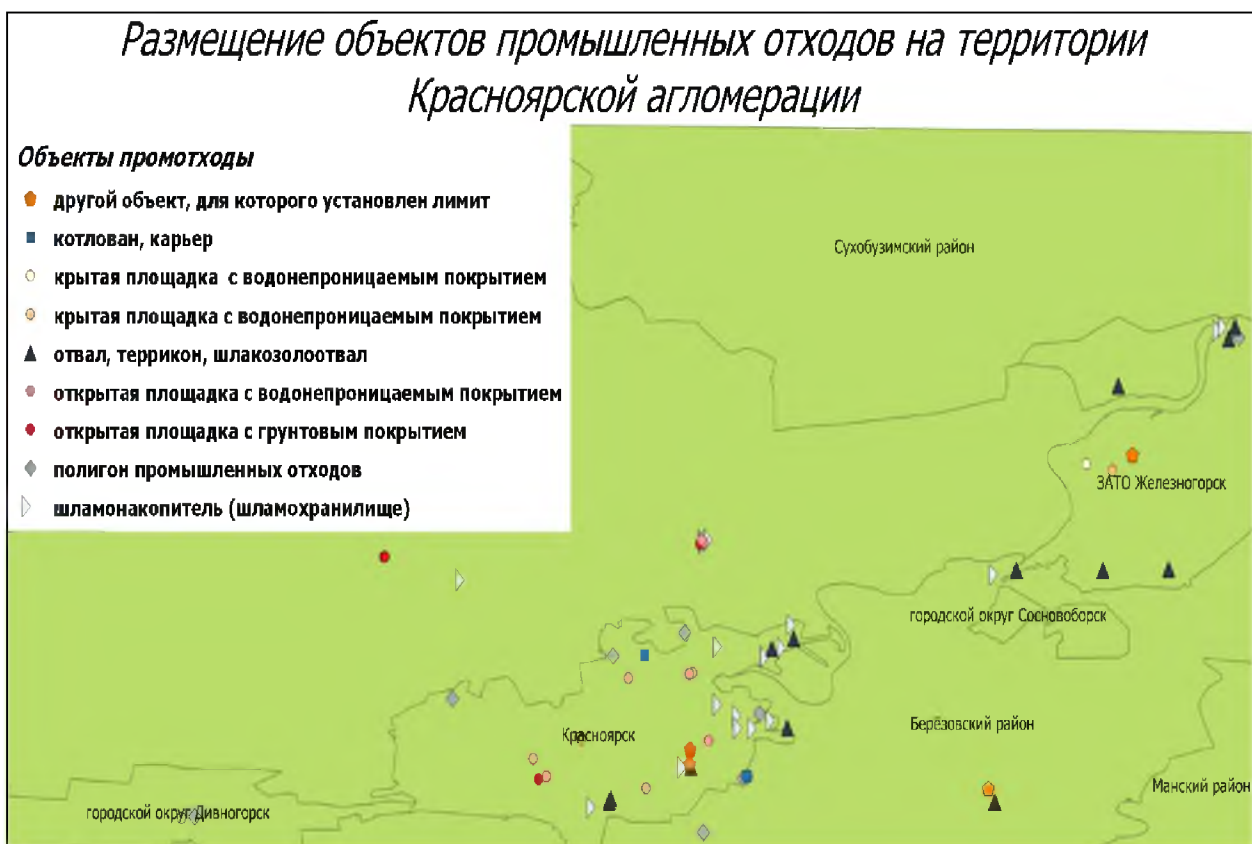 Размещение объектов промышленных отходов на территории
Красноярской агломерации
Объекты промотходы
другой объект, для которого установлен лимит
котлован, карьер
крытая площадка с водонепроницаемым покрытием
крытая площадка с водонепроницаемым покрытием
отвал, террикон, шлакозолоотвал
открытая площадка с водонепроницаемым покрытием
открытая площадка с грунтовым покрытием
полигон промышленных отходов
шламонакопитель (шламохранилище)
Сухобузимский район
ЗАТО Железногорск
городской округ Сосновоборск
Берёзовский район
Красноярск
Манский район
городской округ Дивногорск